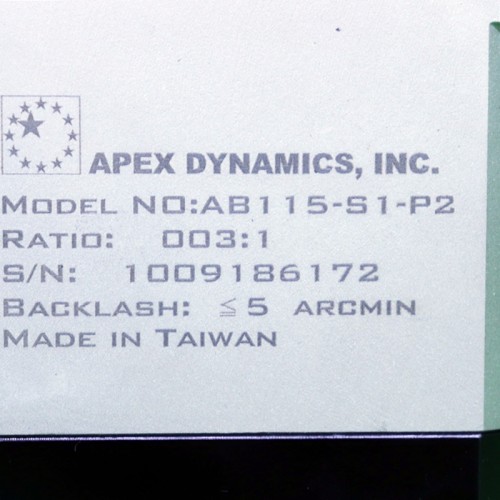 APEX DYNAMICS, INC.
MODEL NO:AB115-S1-P2
RATIO: 003:1
S/N: 1009186172
BACKLASH: ≦5 ARCMIN
MADE IN TAIWAN